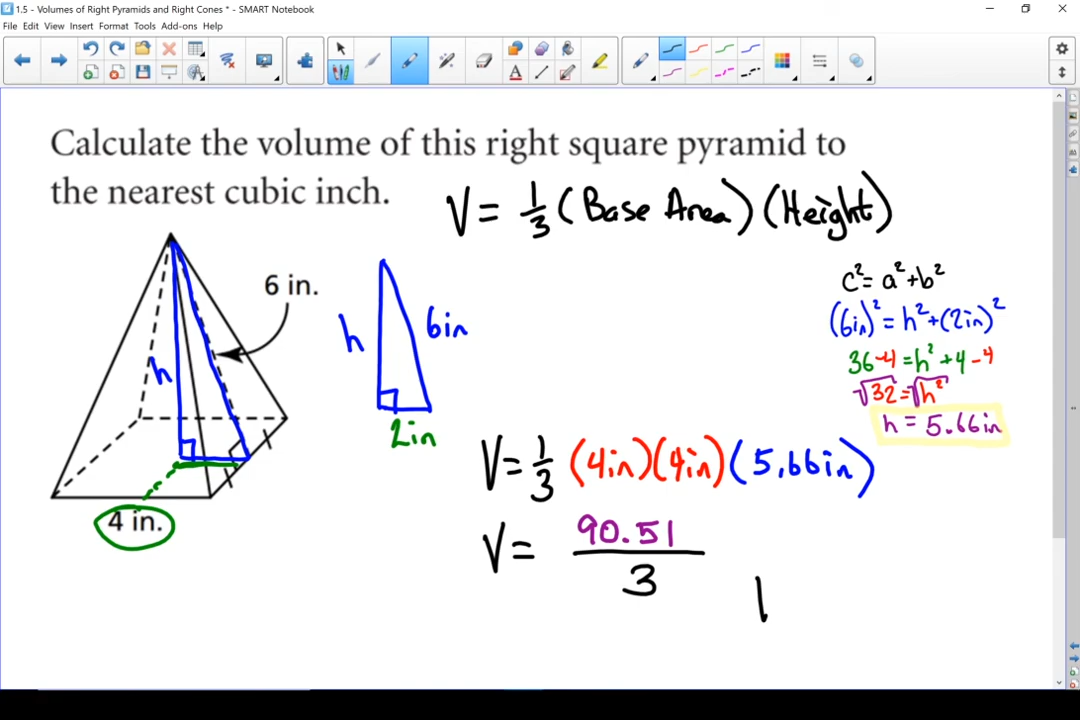 1.5 - Volumes of Right Pyramids and Right Cones * - SMART Notebook
File Edit View Insert Format Tools Add-ons Help
Calculate the volume of this right square pyramid to
the nearest cubic inch.
V = 1/3 (Base Area) (Height)
6 in.
h
4 in.
h
6in
2in
c² = a² + b²
(6in)² = h² + (2in)²
36 - 4 = h² + 4 - 4
√32 = √h²
h = 5.66in
V = 1/3 (4in)(4in)(5.66in)
V = 90.51/3